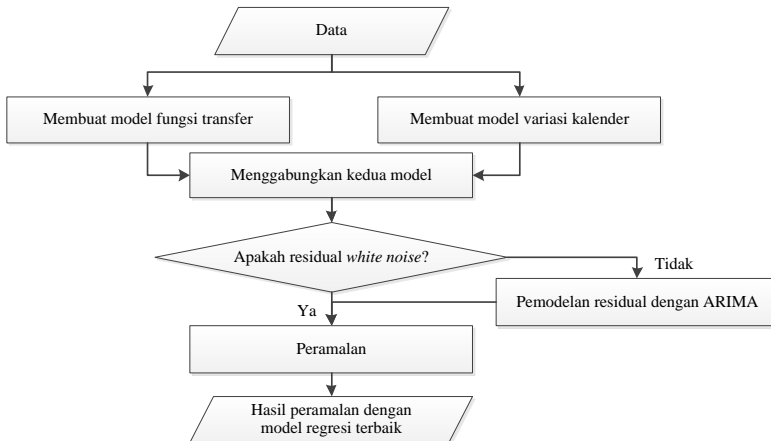 Data
Membuat model fungsi transfer
Membuat model variasi kalender
Menggabungkan kedua model
Apakah residual white noise?
Tidak
Pemodelan residual dengan ARIMA
Ya
Peramalan
Hasil peramalan dengan
model regresi terbaik